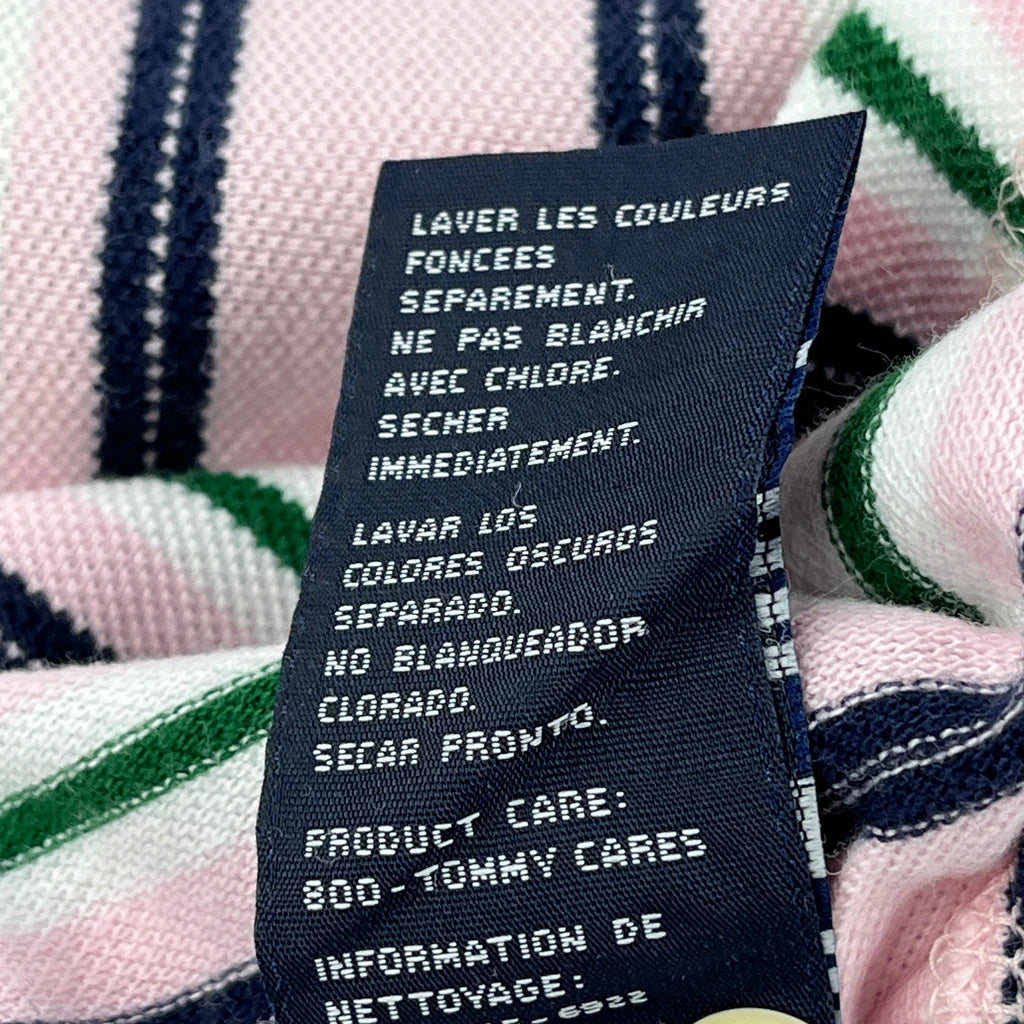 LAVER LES COULEURS
FONCEES
SEPAREMENT.
NE PAS BLANCHIR
AVEC CHLORE.
SECHER
IMMEDIATEMENT.
LAVAR LOS
COLORES OSCUROS
SEPARADO.
NO BLANQUEADOR
CLORADO.
SECAR PRONTO.
PRODUCT CARE:
800-TOMMY CARES
INFORMATION DE
NETTOYAGE: